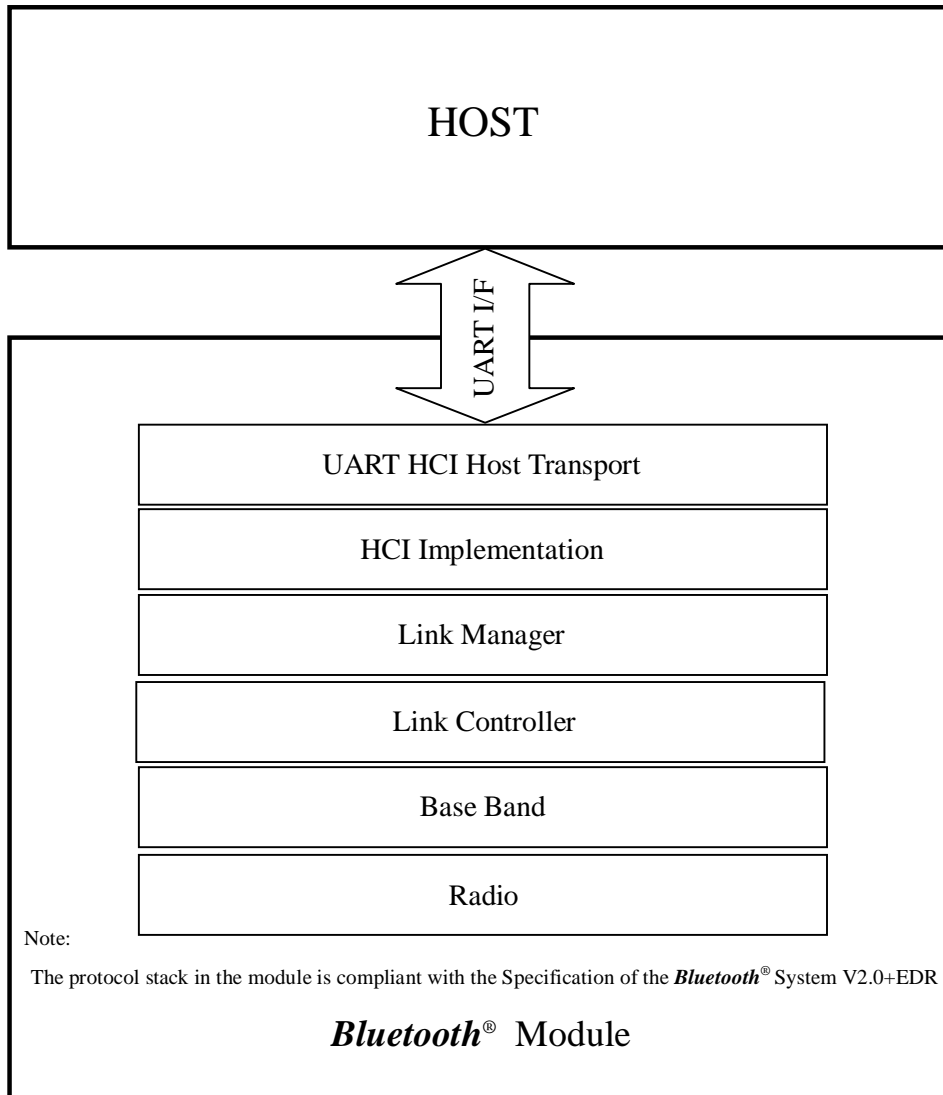 HOST
UART I/F
UART HCI Host Transport
HCI Implementation
Link Manager
Link Controller
Base Band
Radio
Note:
The protocol stack in the module is compliant with the Specification of the Bluetooth® System V2.0+EDR
Bluetooth® Module